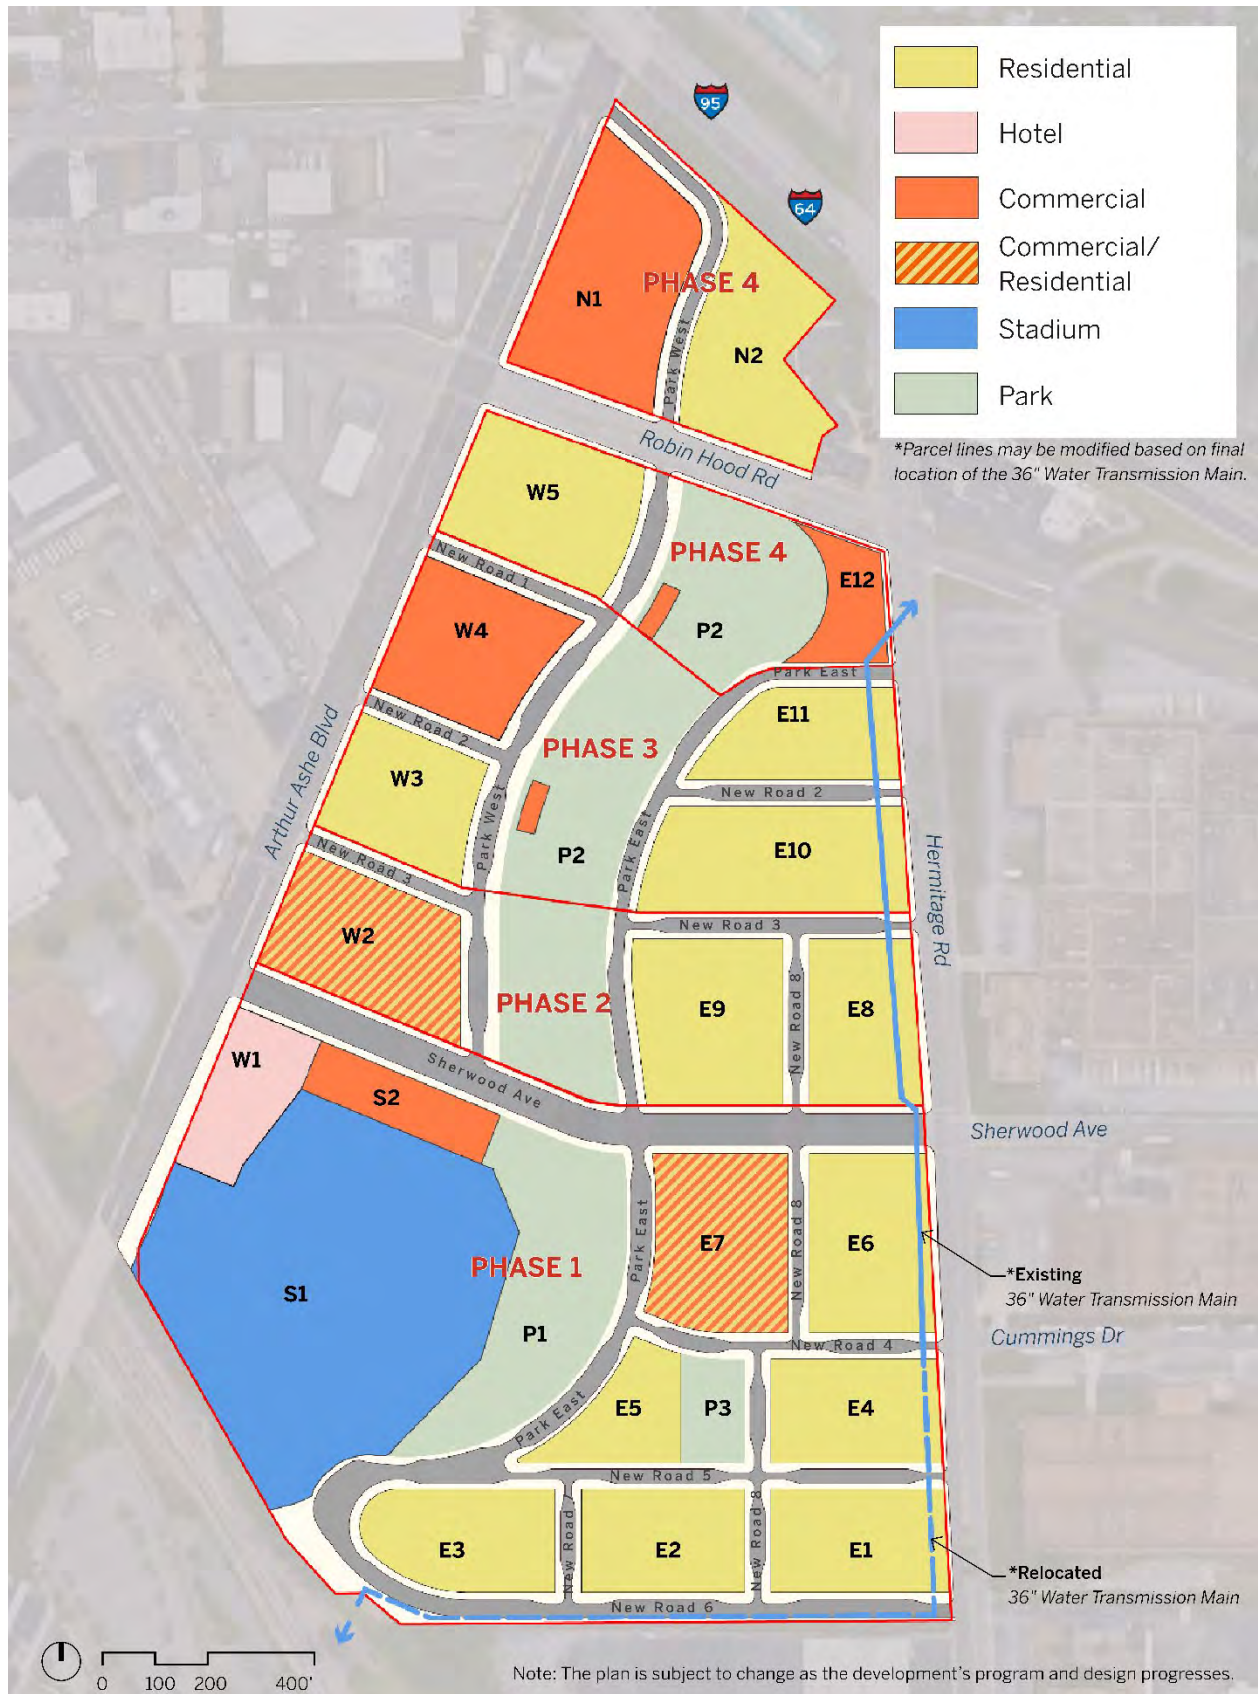 95
64
Residential
Hotel
Commercial
Commercial/
Residential
Stadium
Park
*Parcel lines may be modified based on final
location of the 36" Water Transmission Main.
PHASE 4
N1
N2
Park West
Robin Hood Rd
W5
PHASE 4
E12
New Road 1
W4
P2
Park East
E11
New Road 2
PHASE 3
W3
New Road 2
Arthur Ashe Blvd
Park West
P2
Park East
E10
Hermitage Rd
New Road 3
W2
New Road 3
PHASE 2
E9
New Road 8
E8
Sherwood Ave
Sherwood Ave
W1
S2
PHASE 1
S1
P1
Park East
E7
New Road 8
E6
*Existing
36" Water Transmission Main
Cummings Dr
New Road 4
E5
P3
E4
Park East
New Road 5
E3
New Road 7
E2
New Road 8
E1
*Relocated
36" Water Transmission Main
New Road 6
0 100 200 400'
Note: The plan is subject to change as the development's program and design progresses.